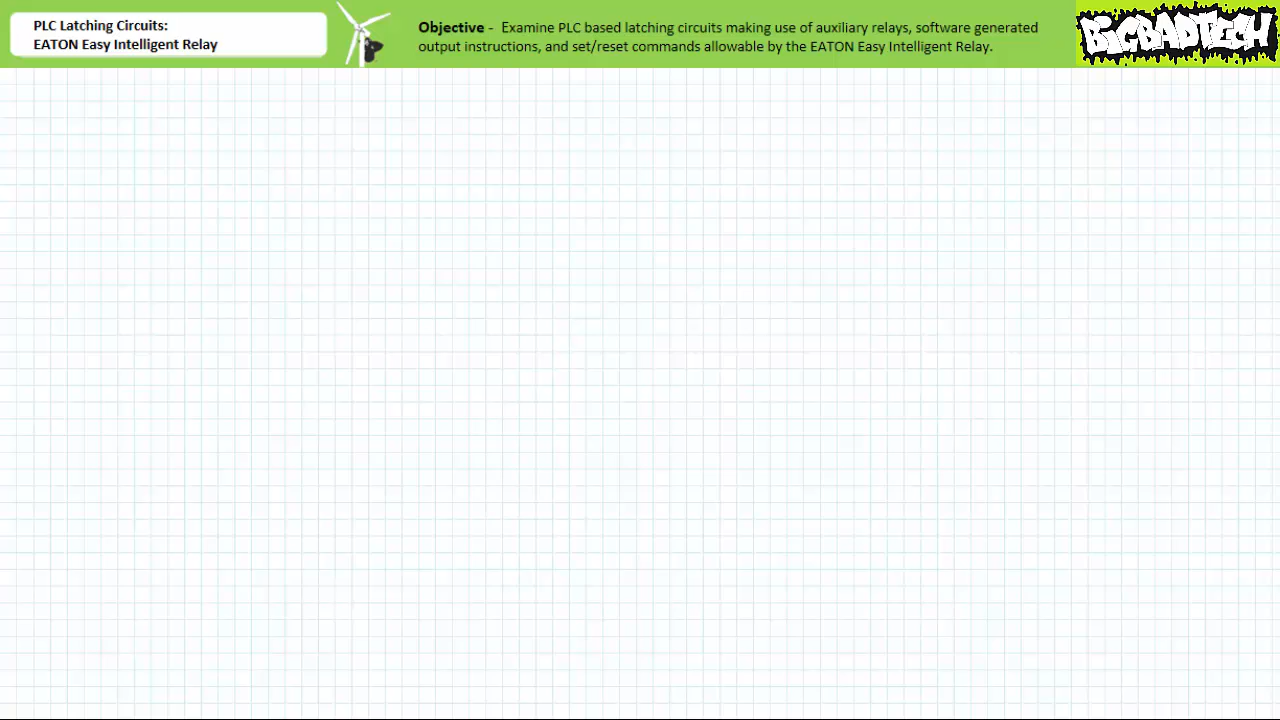 PLC Latching Circuits:
EATON Easy Intelligent Relay
Objective - Examine PLC based latching circuits making use of auxiliary relays, software generated
output instructions, and set/reset commands allowable by the EATON Easy Intelligent Relay.
BIGBADTECH